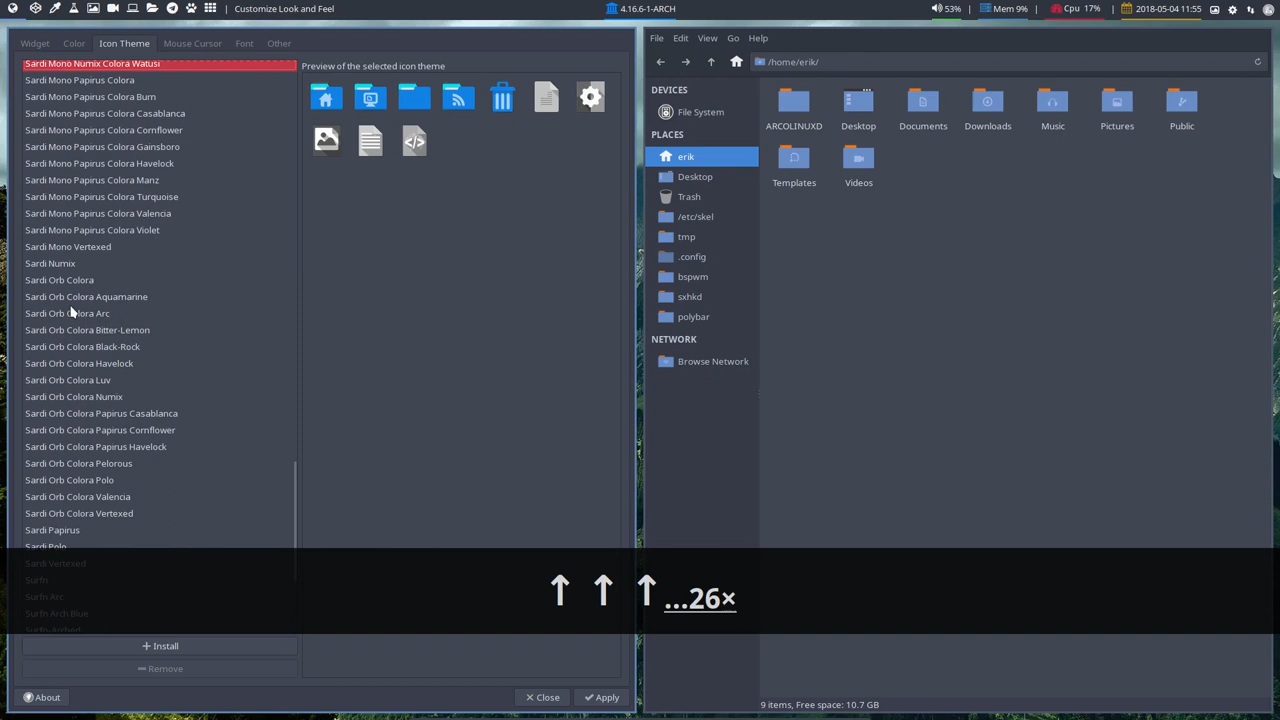 Customize Look and Feel
4.16.6-1-ARCH
53%
Mem 9%
Cpu 17%
2018-05-04 11:55
Widget
Color
Icon Theme
Mouse Cursor
Font
Other
Sardi Mono Numix Colora Watusi
Sardi Mono Papirus Colora
Sardi Mono Papirus Colora Burn
Sardi Mono Papirus Colora Casablanca
Sardi Mono Papirus Colora Cornflower
Sardi Mono Papirus Colora Gainsboro
Sardi Mono Papirus Colora Havelock
Sardi Mono Papirus Colora Manz
Sardi Mono Papirus Colora Turquoise
Sardi Mono Papirus Colora Valencia
Sardi Mono Papirus Colora Violet
Sardi Mono Vertexed
Sardi Numix
Sardi Orb Colora
Sardi Orb Colora Aquamarine
Sardi Orb Colora Arc
Sardi Orb Colora Bitter-Lemon
Sardi Orb Colora Black-Rock
Sardi Orb Colora Havelock
Sardi Orb Colora Luv
Sardi Orb Colora Numix
Sardi Orb Colora Papirus Casablanca
Sardi Orb Colora Papirus Cornflower
Sardi Orb Colora Papirus Havelock
Sardi Orb Colora Pelorous
Sardi Orb Colora Polo
Sardi Orb Colora Valencia
Sardi Orb Colora Vertexed
Sardi Papirus
Sardi Polo
Sardi Vertexed
Surfn
Surfn Arc
Surfn Arch Blue
Install
Remove
About
Preview of the selected icon theme
Close
Apply
File
Edit
View
Go
Help
/home/erik/
DEVICES
File System
PLACES
erik
Desktop
Trash
/etc/skel
tmp
.config
bspwm
sxhkd
polybar
NETWORK
Browse Network
ARCOLINUXD
Desktop
Documents
Downloads
Music
Pictures
Public
Templates
Videos
9 items, Free space: 10.7 GB
↑ ↑ ↑...26×